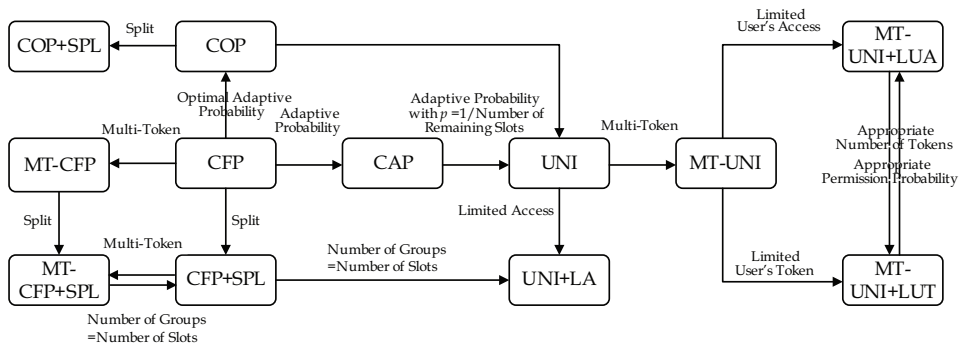 Split
Limited
User's Access
COP+SPL
COP
MT-
UNI+LUA
Optimal Adaptive
Probability
Adaptive
Probability
Adaptive Probability
with p =1/Number of
Remaining Slots
Multi-Token
Multi-Token
Appropriate
Number of Tokens
Appropriate
Permission Probability
MT-CFP
CFP
CAP
UNI
MT-UNI
Split
Split
Limited Access
Multi-Token
Number of Groups
=Number of Slots
Limited
User's Token
MT-
CFP+SPL
CFP+SPL
UNI+LA
MT-
UNI+LUT
Number of Groups
=Number of Slots